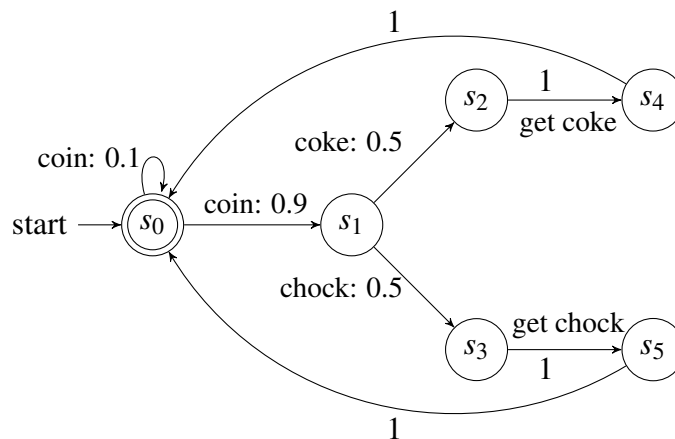 1
s2
1
s4
get coke
coke: 0.5
coin: 0.1
start
s0
coin: 0.9
s1
chock: 0.5
get chock
s3
1
s5
1